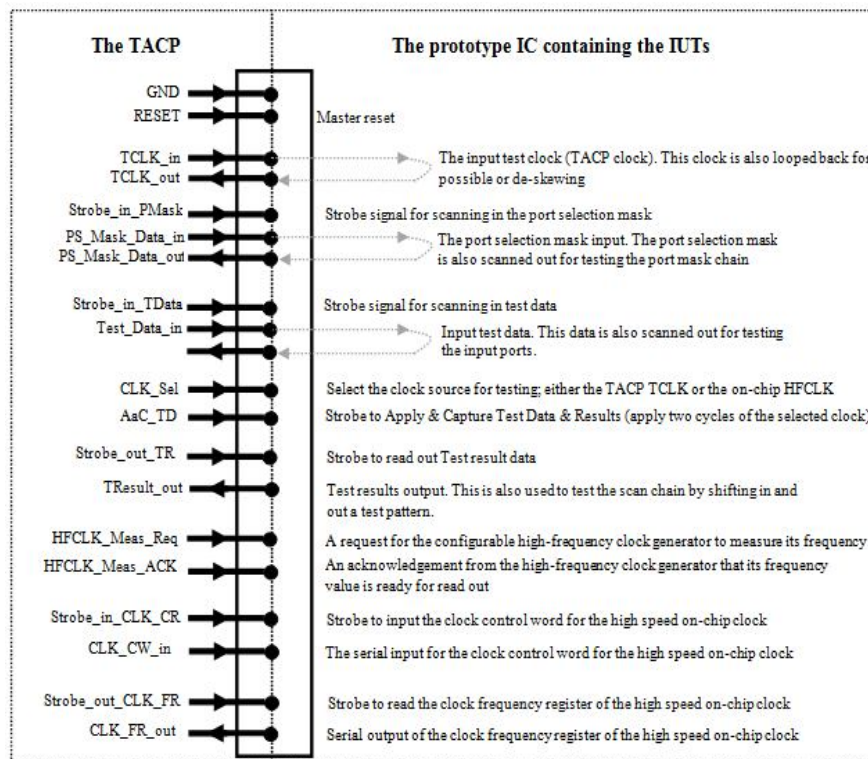 The TACP
The prototype IC containing the IUTs
GND
RESET
Master reset
TCLK_in
The input test clock (TACP clock). This clock is also looped back for
TCLK_out
possible or de-skewing
Strobe_in_PMask
Strobe signal for scanning in the port selection mask
PS_Mask_Data_in
The port selection mask input. The port selection mask
PS_Mask_Data_out
is also scanned out for testing the port mask chain
Strobe_in_TData
Strobe signal for scanning in test data
Test_Data_in
Input test data. This data is also scanned out for testing
the input ports.
CLK_Sel
Select the clock source for testing; either the TACP TCLK or the on-chip HFCLK
AaC_TD
Strobe to Apply & Capture Test Data & Results (apply two cycles of the selected clock)
Strobe_out_TR
Strobe to read out Test result data
TResult_out
Test results output. This is also used to test the scan chain by shifting in and
out a test pattern.
HFCLK_Meas_Req
A request for the configurable high-frequency clock generator to measure its frequency
HFCLK_Meas_ACK
An acknowledgement from the high-frequency clock generator that its frequency
value is ready for read out
Strobe_in_CLK_CR
Strobe to input the clock control word for the high speed on-chip clock
CLK_CW_in
The serial input for the clock control word for the high speed on-chip clock
Strobe_out_CLK_FR
Strobe to read the clock frequency register of the high speed on-chip clock
CLK_FR_out
Serial output of the clock frequency register of the high speed on-chip clock